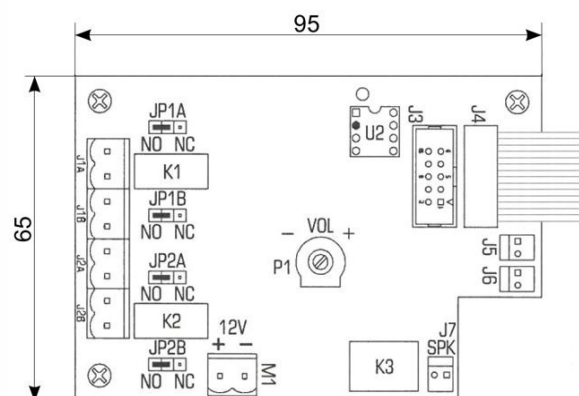 95
65
JP1A
NO NC
K1
J1A
J1B
JP1B
NO NC
J2A
JP2A
NO NC
K2
J2B
JP2B
NO NC
12V
+ −
M1
U2
J3
J4
− VOL +
P1
J5
J6
J7
SPK
K3